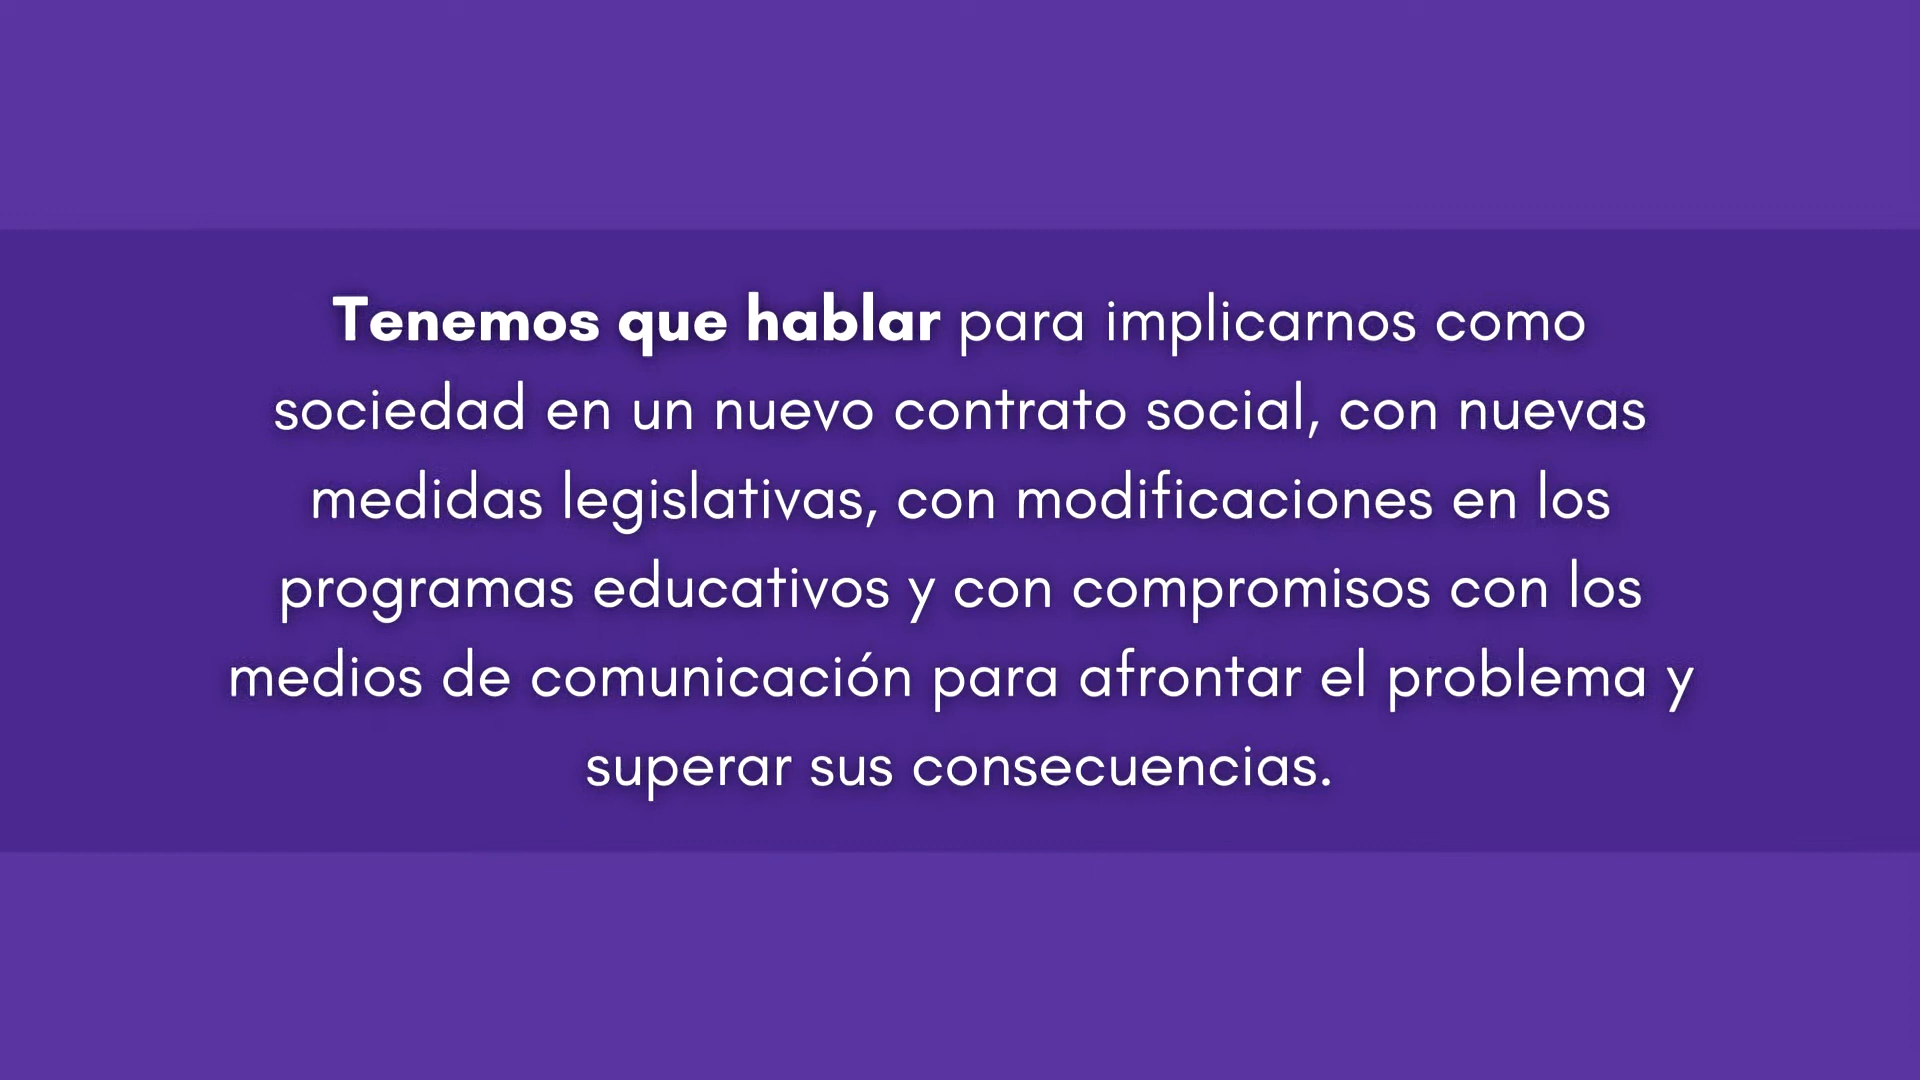 Tenemos que hablar para implicarnos como
sociedad en un nuevo contrato social, con nuevas
medidas legislativas, con modificaciones en los
programas educativos y con compromisos con los
medios de comunicación para afrontar el problema y
superar sus consecuencias.